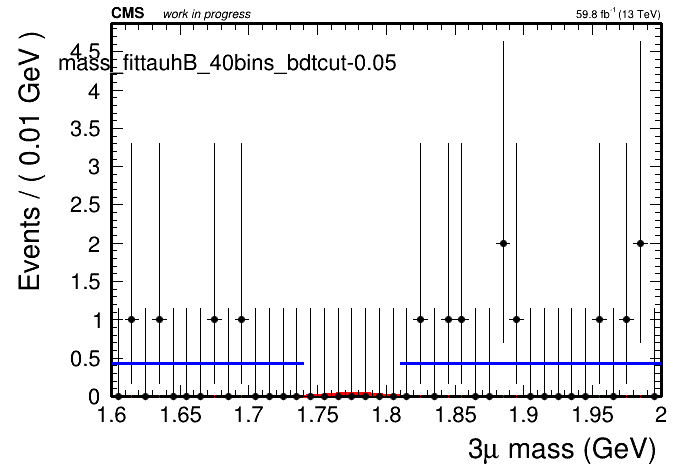 CMS work in progress 59.8 fb-1 (13 TeV)
mass_fittauhB_40bins_bdtcut-0.05
Events / ( 0.01 GeV )
4.5
4
3.5
3
2.5
2
1.5
1
0.5
0
1.6 1.65 1.7 1.75 1.8 1.85 1.9 1.95 2
3μ mass (GeV)